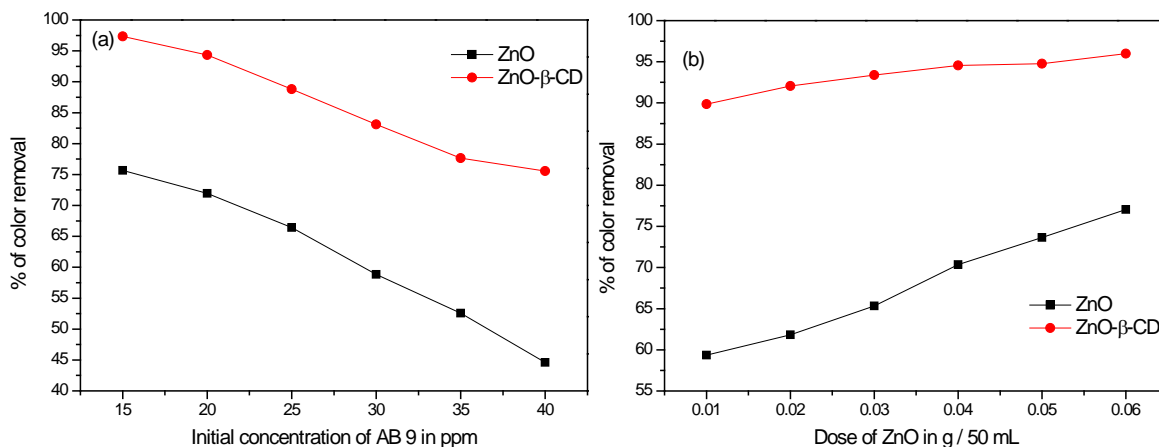 (a)
ZnO
ZnO-β-CD
100
95
90
85
80
75
70
65
60
55
50
45
40
% of color removal
15 20 25 30 35 40
Initial concentration of AB 9 in ppm
(b)
100
95
90
85
80
75
70
65
60
55
% of color removal
ZnO
ZnO-β-CD
0.01 0.02 0.03 0.04 0.05 0.06
Dose of ZnO in g / 50 mL